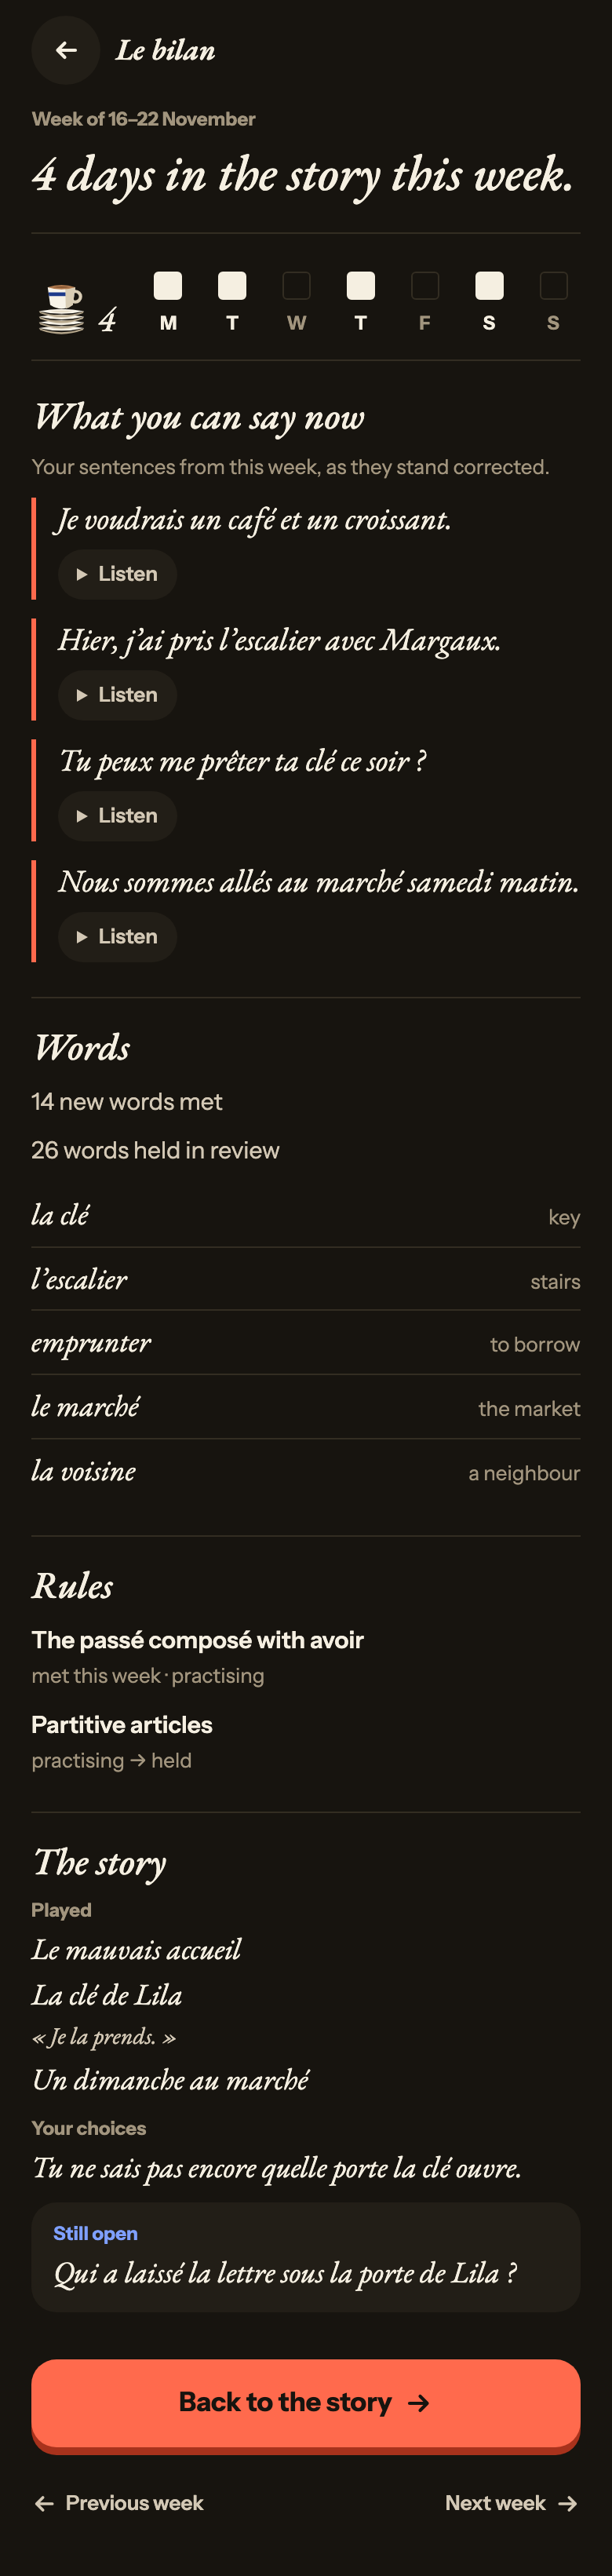 Le bilan
Week of 16–22 November
4 days in the story this week.
4
M T W T F S S
What you can say now
Your sentences from this week, as they stand corrected.
Je voudrais un café et un croissant.
Listen
Hier, j’ai pris l’escalier avec Margaux.
Listen
Tu peux me prêter ta clé ce soir ?
Listen
Nous sommes allés au marché samedi matin.
Listen
Words
14 new words met
26 words held in review
la clé key
l’escalier stairs
emprunter to borrow
le marché the market
la voisine a neighbour
Rules
The passé composé with avoir
met this week · practising
Partitive articles
practising → held
The story
Played
Le mauvais accueil
La clé de Lila
« Je la prends. »
Un dimanche au marché
Your choices
Tu ne sais pas encore quelle porte la clé ouvre.
Still open
Qui a laissé la lettre sous la porte de Lila ?
Back to the story →
← Previous week Next week →